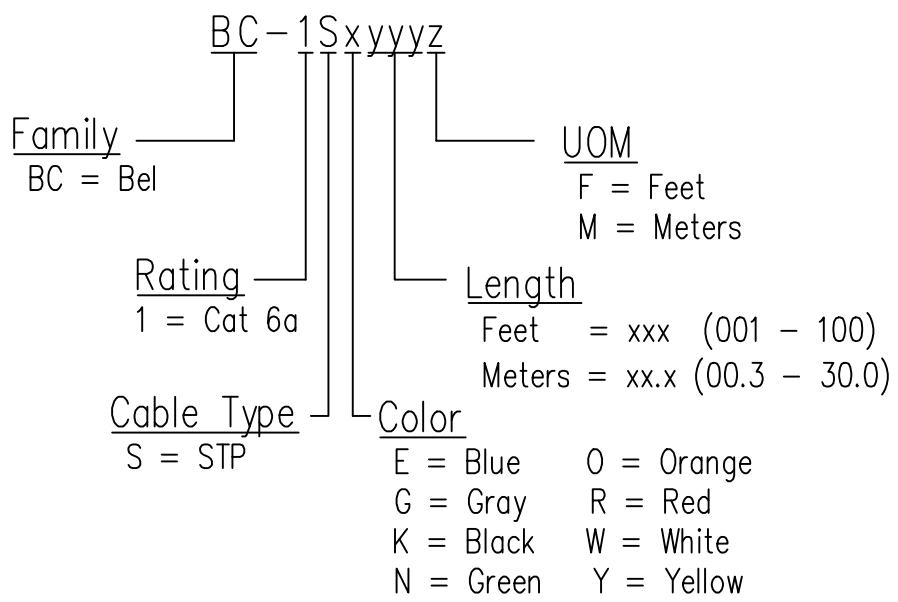 BC-1Sxyyyz
Family
BC = Bel
UOM
F = Feet
M = Meters
Rating
1 = Cat 6a
Length
Feet = xxx (001 - 100)
Meters = xx.x (00.3 - 30.0)
Cable Type
S = STP
Color
E = Blue O = Orange
G = Gray R = Red
K = Black W = White
N = Green Y = Yellow